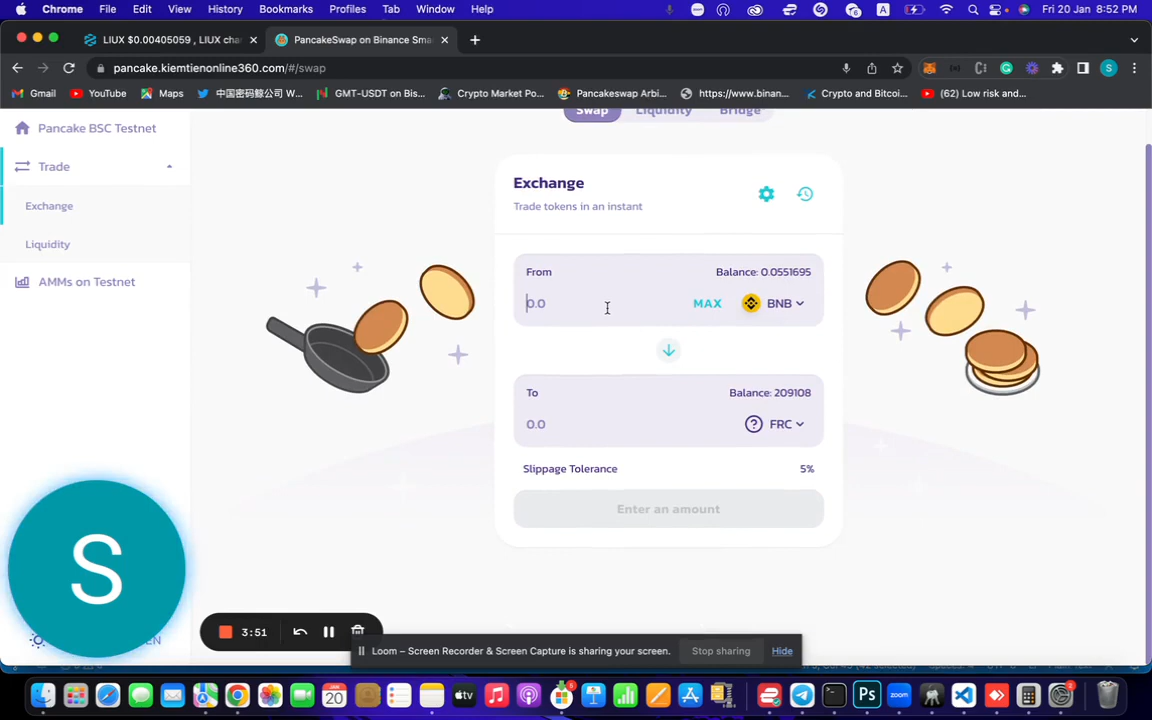 Chrome File Edit View History Bookmarks Profiles Tab Window Help
Fri 20 Jan 8:52 PM
LIUX $0.00405059 , LIUX cha
PancakeSwap on Binance Sma
pancake.kiemtienonline360.com/#/swap
Gmail YouTube Maps 中国密码鲸公司 W... GMT-USDT on Bis... Crypto Market Po... Pancakeswap Arbi... https://www.binan... Crypto and Bitcoi... (62) Low risk and...
Swap Liquidity Bridge
Pancake BSC Testnet
Trade
Exchange
Liquidity
AMMs on Testnet
Exchange
Trade tokens in an instant
From Balance: 0.0551695
0.0 MAX BNB
To Balance: 209108
0.0 FRC
Slippage Tolerance 5%
Enter an amount
S
3:51
Loom – Screen Recorder & Screen Capture is sharing your screen. Stop sharing Hide